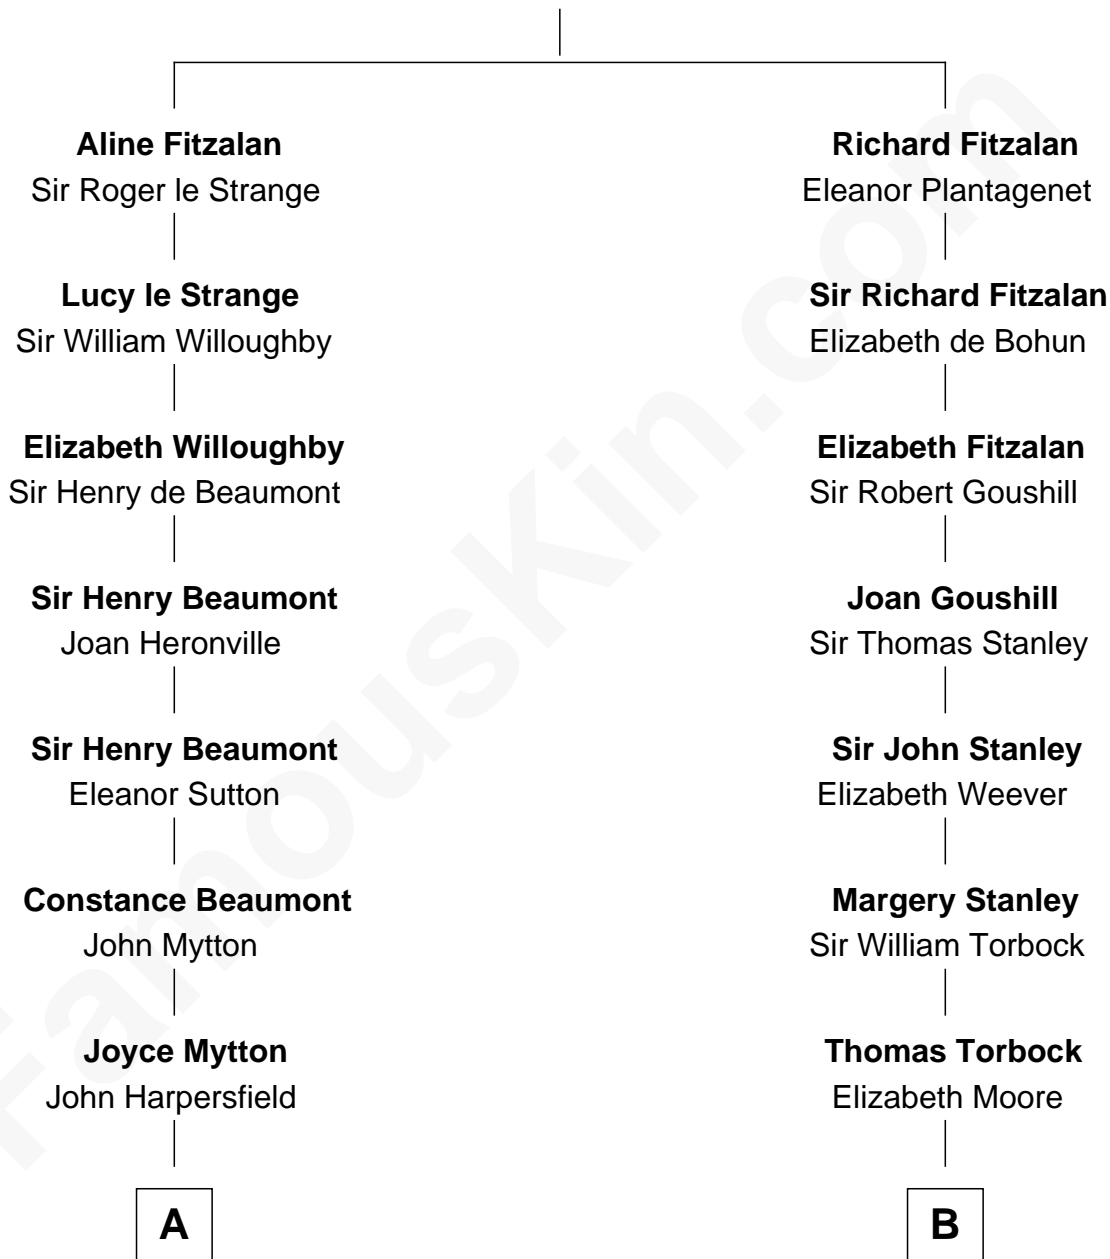 Aline Fitzalan
Sir Roger le Strange
Lucy le Strange
Sir William Willoughby
Elizabeth Willoughby
Sir Henry de Beaumont
Sir Henry Beaumont
Joan Heronville
Sir Henry Beaumont
Eleanor Sutton
Constance Beaumont
John Mytton
Joyce Mytton
John Harpersfield
A
Richard Fitzalan
Eleanor Plantagenet
Sir Richard Fitzalan
Elizabeth de Bohun
Elizabeth Fitzalan
Sir Robert Goushill
Joan Goushill
Sir Thomas Stanley
Sir John Stanley
Elizabeth Weever
Margery Stanley
Sir William Torbock
Thomas Torbock
Elizabeth Moore
B
FamousKin.com